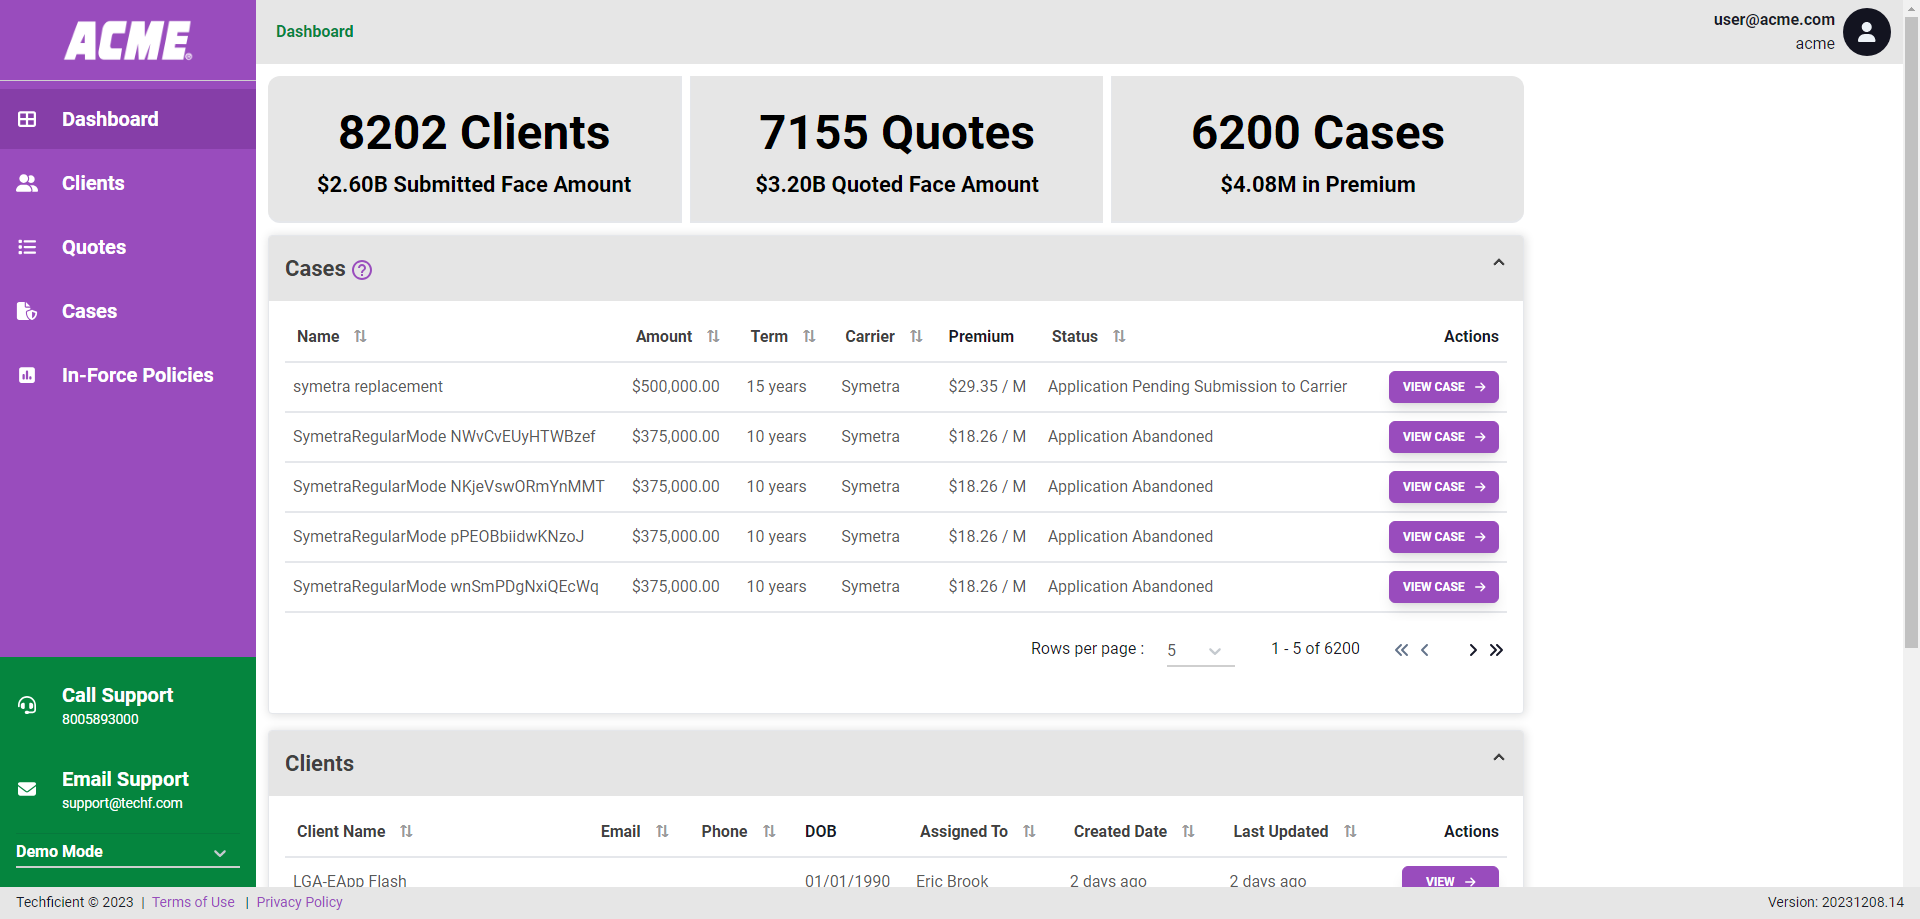 ACME®
Dashboard
user@acme.com
acme
Dashboard
Clients
Quotes
Cases
In-Force Policies
8202 Clients
$2.60B Submitted Face Amount
7155 Quotes
$3.20B Quoted Face Amount
6200 Cases
$4.08M in Premium
Cases ?
Name Amount Term Carrier Premium Status Actions
symetra replacement $500,000.00 15 years Symetra $29.35 / M Application Pending Submission to Carrier VIEW CASE
SymetraRegularMode NWvCvEUyHTWBzef $375,000.00 10 years Symetra $18.26 / M Application Abandoned VIEW CASE
SymetraRegularMode NKjeVswORmYnMMT $375,000.00 10 years Symetra $18.26 / M Application Abandoned VIEW CASE
SymetraRegularMode pPEOBbiidwKNzoJ $375,000.00 10 years Symetra $18.26 / M Application Abandoned VIEW CASE
SymetraRegularMode wnSmPDgNxiQEcWq $375,000.00 10 years Symetra $18.26 / M Application Abandoned VIEW CASE
Rows per page : 5 1 - 5 of 6200
Clients
Client Name Email Phone DOB Assigned To Created Date Last Updated Actions
LGA-EApp Flash 01/01/1990 Eric Brook 2 days ago 2 days ago VIEW
Call Support
8005893000
Email Support
support@techf.com
Demo Mode
Techficient © 2023 | Terms of Use | Privacy Policy
Version: 20231208.14